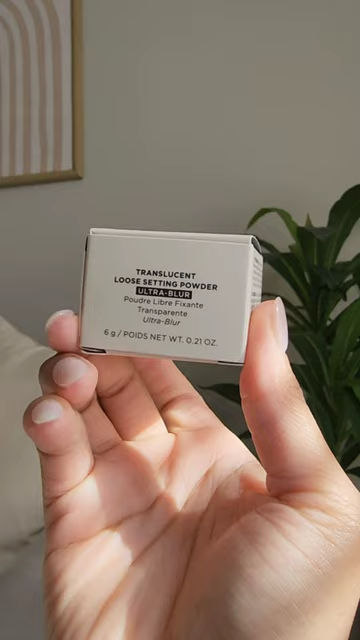 TRANSLUCENT
LOOSE SETTING POWDER
ULTRA-BLUR
Poudre Libre Fixante
Transparente
Ultra-Blur
6 g / POIDS NET WT. 0.21 OZ.